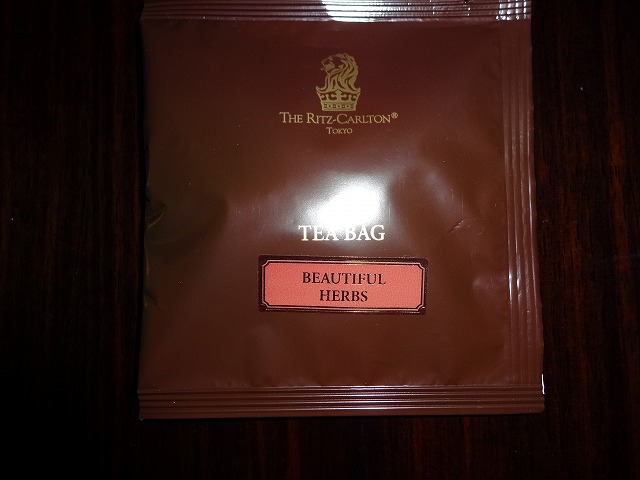 THE RITZ-CARLTON®
TOKYO
TEA BAG
BEAUTIFUL
HERBS